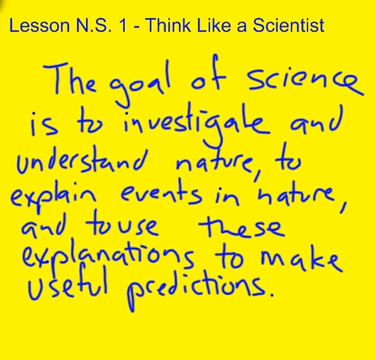 Lesson N.S. 1 - Think Like a Scientist
The goal of science
is to investigate and
understand nature, to
explain events in nature,
and to use these
explanations to make
useful predictions.